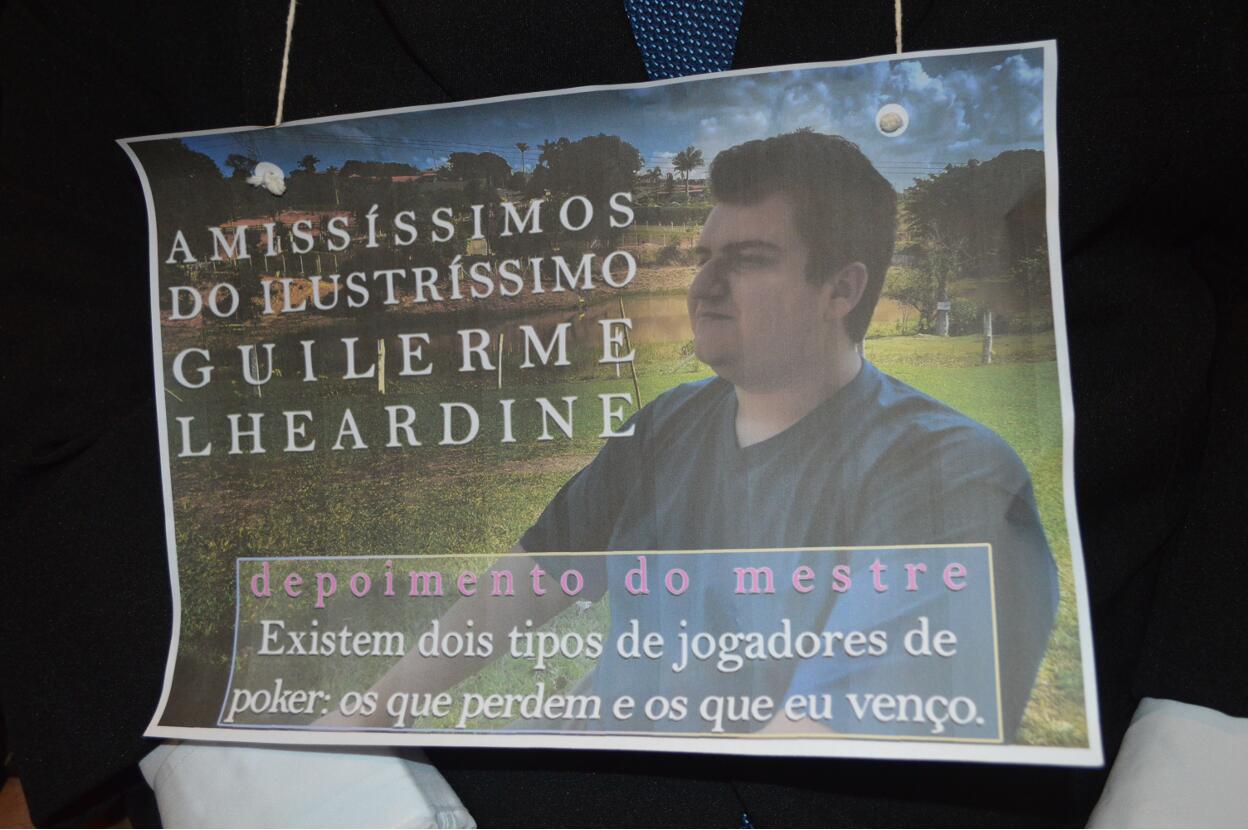 AMISSÍSSIMOS
DO ILUSTRÍSSIMO
GUILERME
LHEARDINE
depoimento do mestre
Existem dois tipos de jogadores de
poker: os que perdem e os que eu venço.